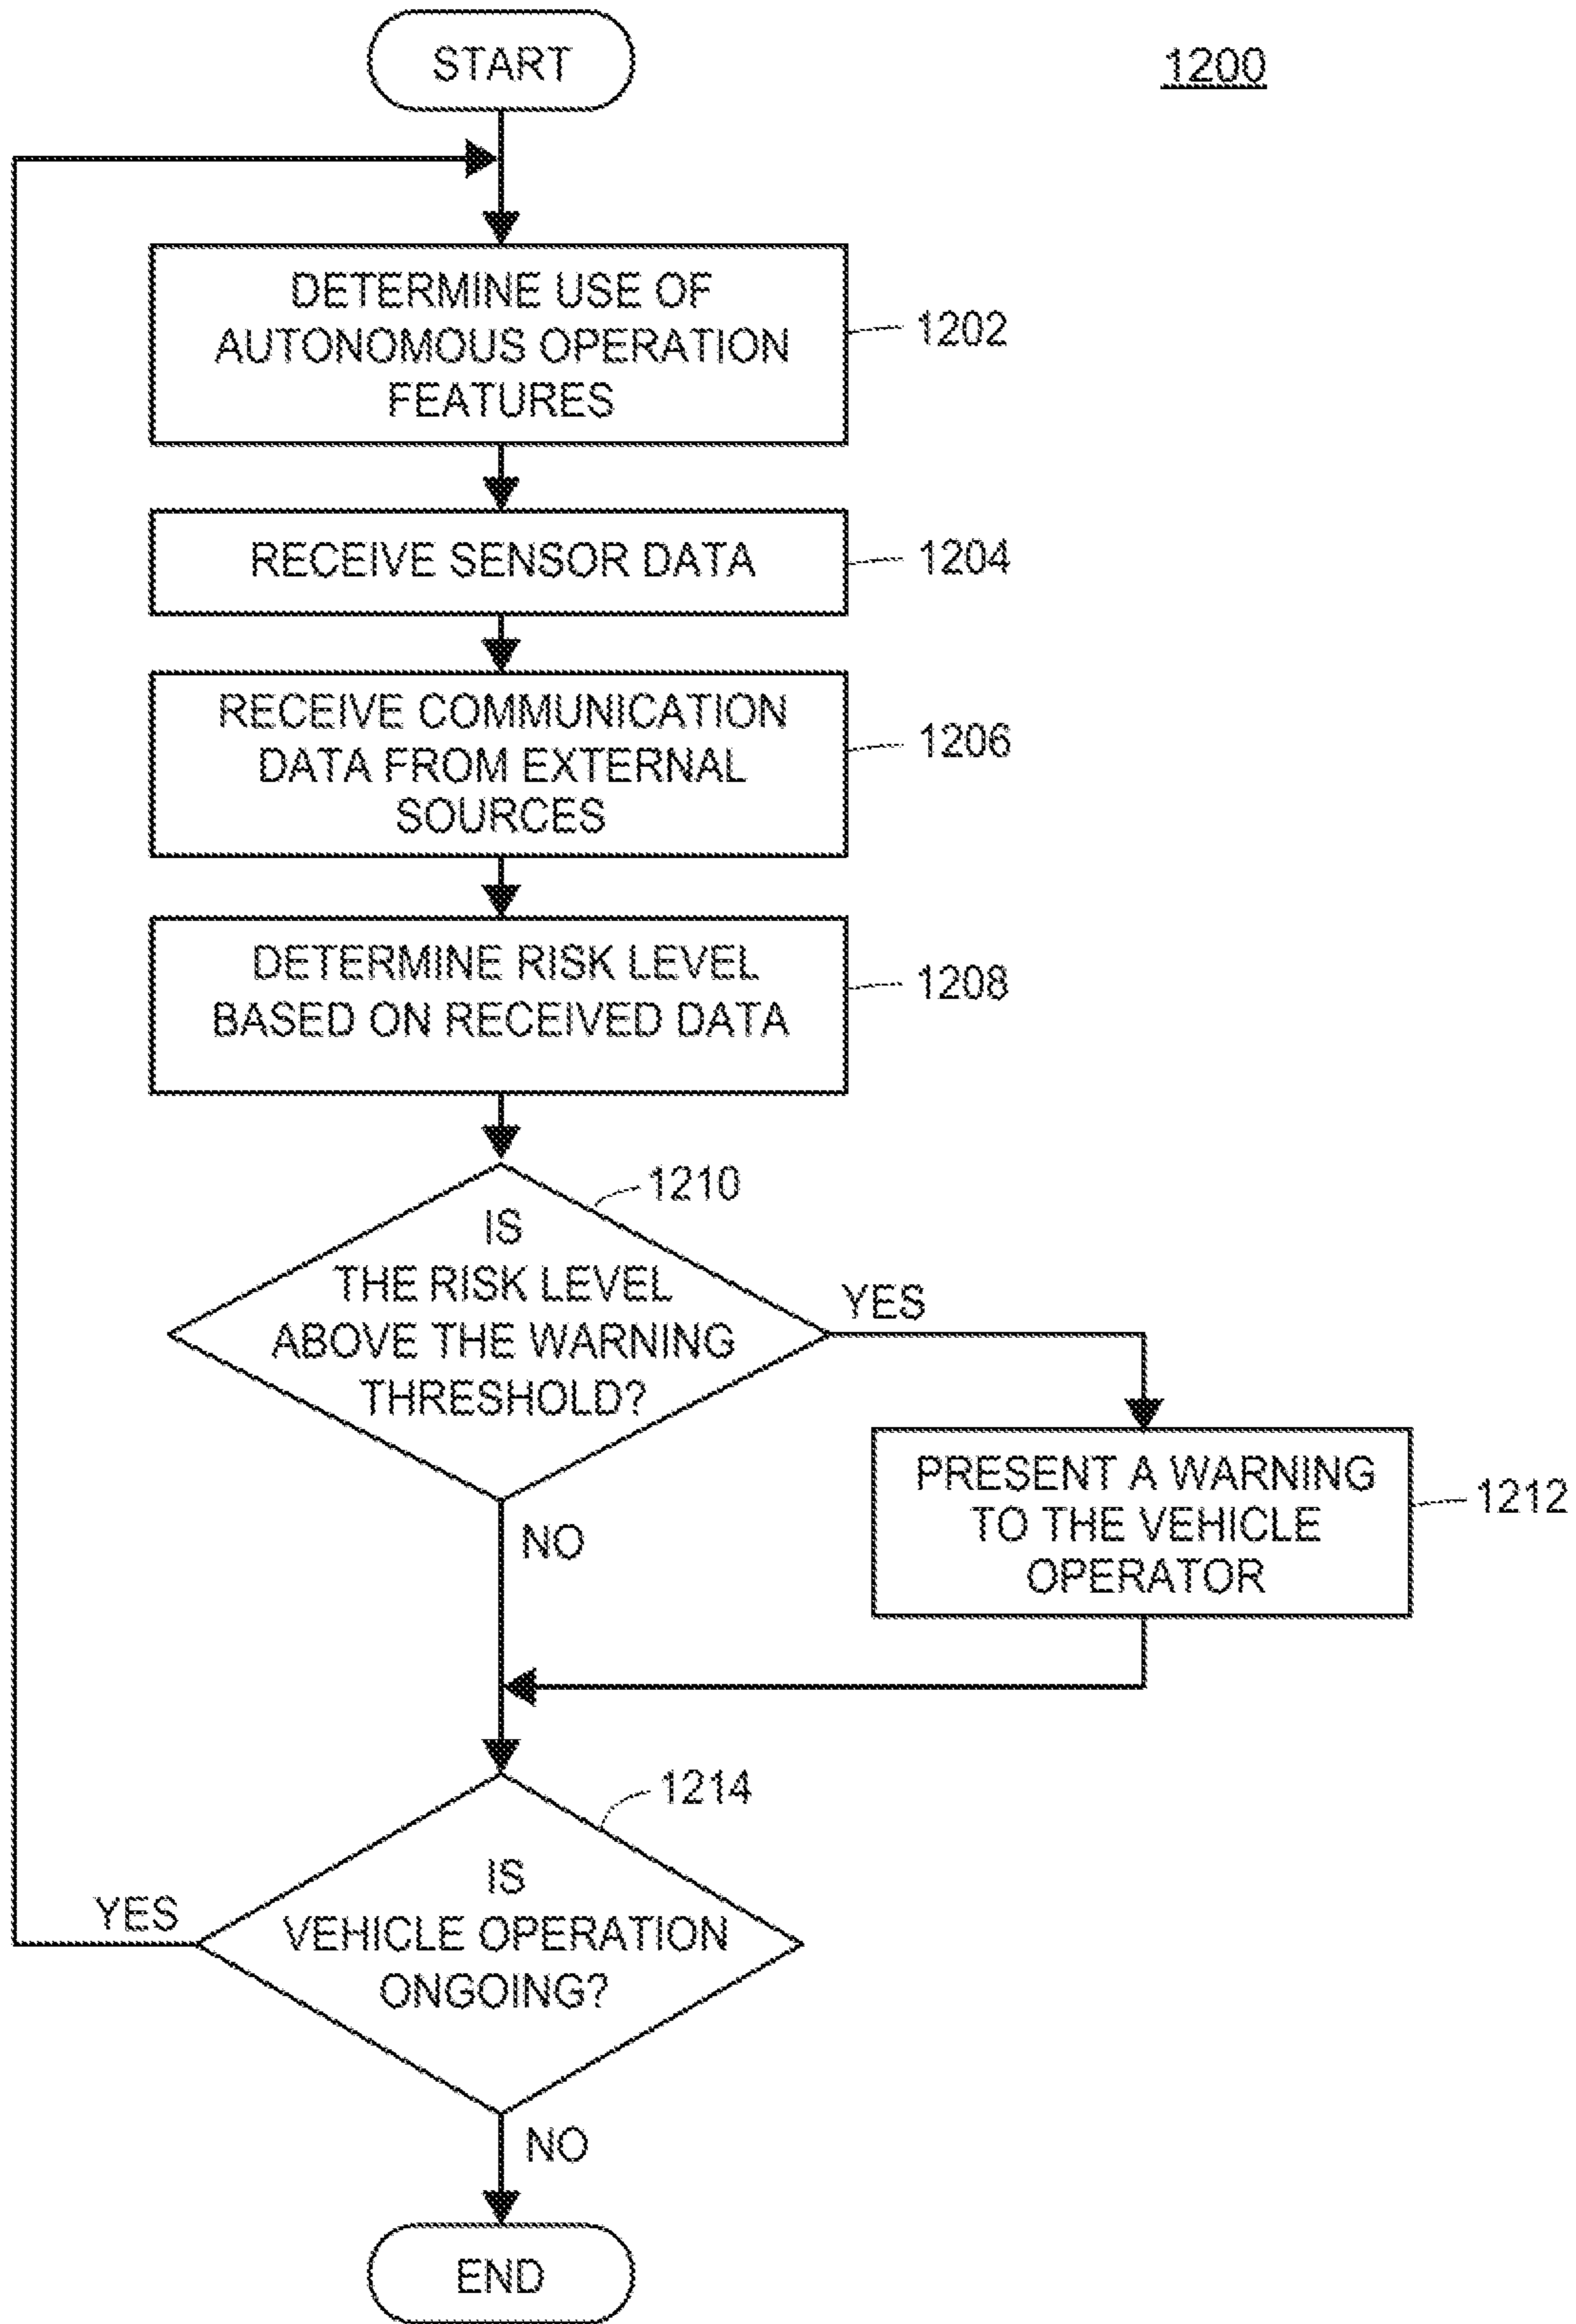 START
1200
DETERMINE USE OF
AUTONOMOUS OPERATION
FEATURES
1202
RECEIVE SENSOR DATA
1204
RECEIVE COMMUNICATION
DATA FROM EXTERNAL
SOURCES
1206
DETERMINE RISK LEVEL
BASED ON RECEIVED DATA
1208
1210
IS
THE RISK LEVEL
ABOVE THE WARNING
THRESHOLD?
YES
PRESENT A WARNING
TO THE VEHICLE
OPERATOR
1212
NO
1214
IS
VEHICLE OPERATION
ONGOING?
YES
NO
END